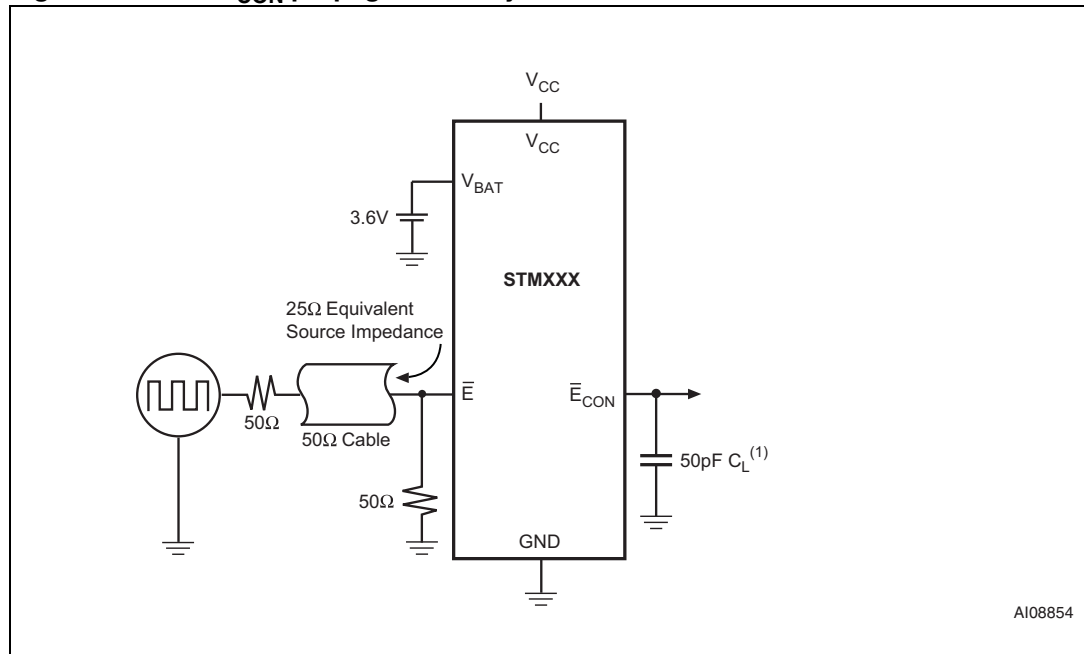 V_CC
V_CC
V_BAT
3.6V
STMXXX
25Ω Equivalent
Source Impedance
E̅
E̅_CON
50Ω
50Ω Cable
50pF C_L^(1)
50Ω
GND
AI08854